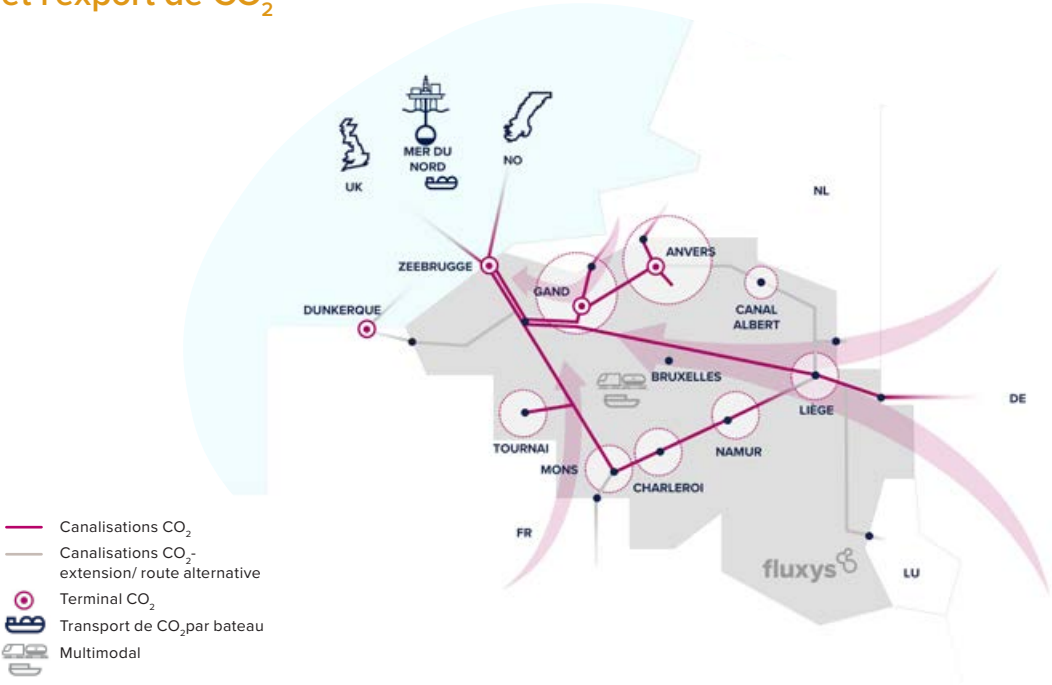 et l'export de CO₂
MER DU
NORD
NO
UK
NL
ANVERS
ZEEBRUGGE
GAND
DUNKERQUE
CANAL
ALBERT
BRUXELLES
DE
LIÈGE
TOURNAI
NAMUR
MONS
CHARLEROI
FR
fluxys
LU
Canalisations CO₂
Canalisations CO₂-
extension/ route alternative
Terminal CO₂
Transport de CO₂par bateau
Multimodal